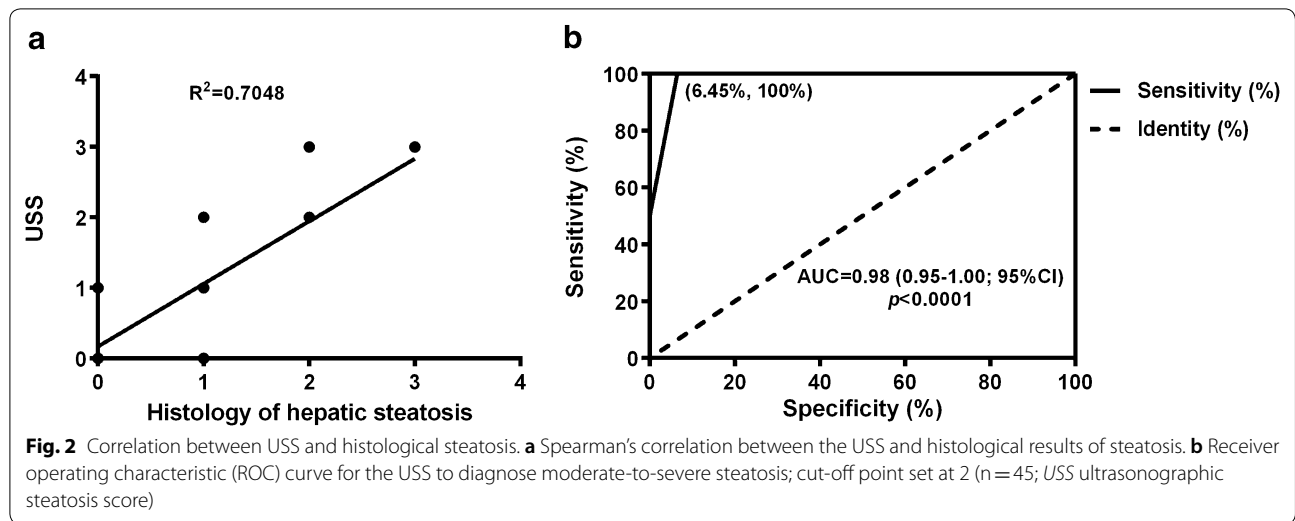 a
4
3
2
1
0
USS
R²=0.7048
0 1 2 3 4
Histology of hepatic steatosis
b
100
80
60
40
20
0
Sensitivity (%)
(6.45%, 100%)
AUC=0.98 (0.95-1.00; 95%CI)
p<0.0001
0 20 40 60 80 100
Specificity (%)
Sensitivity (%)
Identity (%)
Fig. 2 Correlation between USS and histological steatosis. a Spearman's correlation between the USS and histological results of steatosis. b Receiver
operating characteristic (ROC) curve for the USS to diagnose moderate-to-severe steatosis; cut-off point set at 2 (n = 45; USS ultrasonographic
steatosis score)